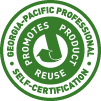 GEORGIA-PACIFIC PROFESSIONAL
SELF-CERTIFICATION
PROMOTES PRODUCT
REUSE